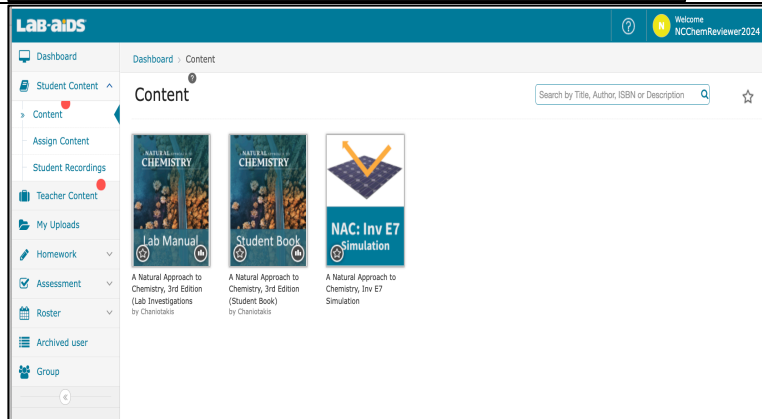 LaB-aiDS
?
N
Welcome
NCChemReviewer2024
Dashboard
Student Content
» Content
Assign Content
Student Recordings
Teacher Content
My Uploads
Homework
Assessment
Roster
Archived user
Group
Dashboard > Content
Content
?
Search by Title, Author, ISBN or Description
NATURAL
CHEMISTRY
Lab Manual
A Natural Approach to
Chemistry, 3rd Edition
(Lab Investigations
by Chaniotakis
NATURAL
CHEMISTRY
Student Book
A Natural Approach to
Chemistry, 3rd Edition
(Student Book)
by Chaniotakis
NAC: Inv E7
Simulation
A Natural Approach to
Chemistry, Inv E7
Simulation